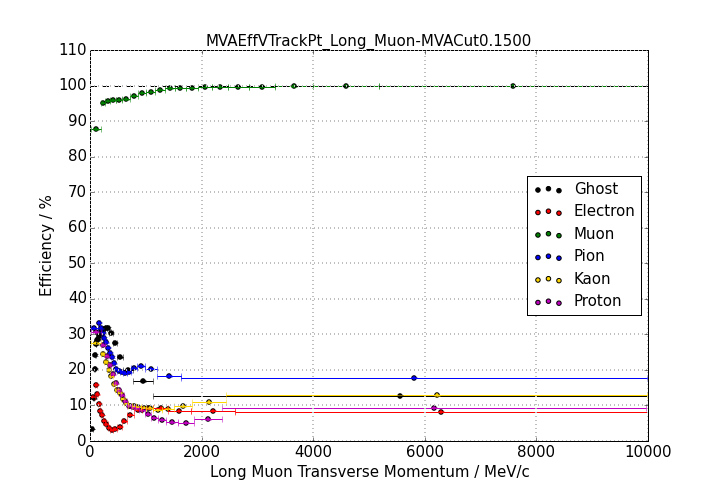 MVAEffVTrackPt_Long_Muon-MVACut0.1500
110
100
90
80
70
60
50
40
30
20
10
0
Efficiency / %
Ghost
Electron
Muon
Pion
Kaon
Proton
0 2000 4000 6000 8000 10000
Long Muon Transverse Momentum / MeV/c